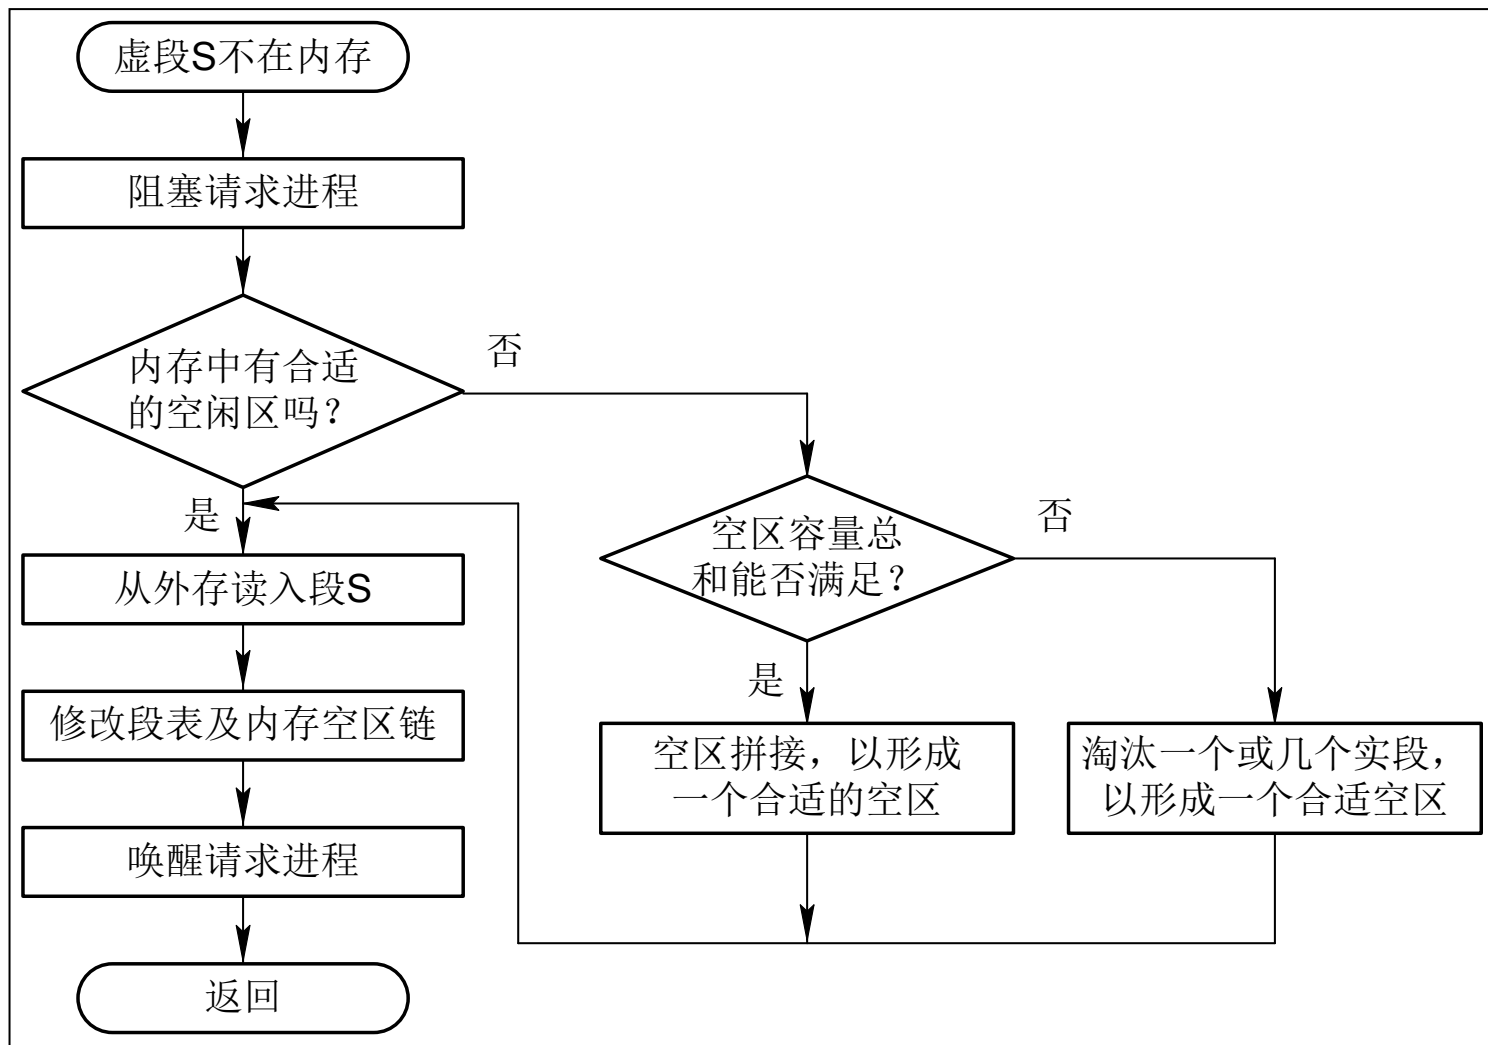 虚段S不在内存
阻塞请求进程
内存中有合适
的空闲区吗?
否
是
从外存读入段S
修改段表及内存空区链
唤醒请求进程
返回
空区容量总
和能否满足?
否
是
空区拼接，以形成
一个合适的空区
淘汰一个或几个实段，
以形成一个合适空区